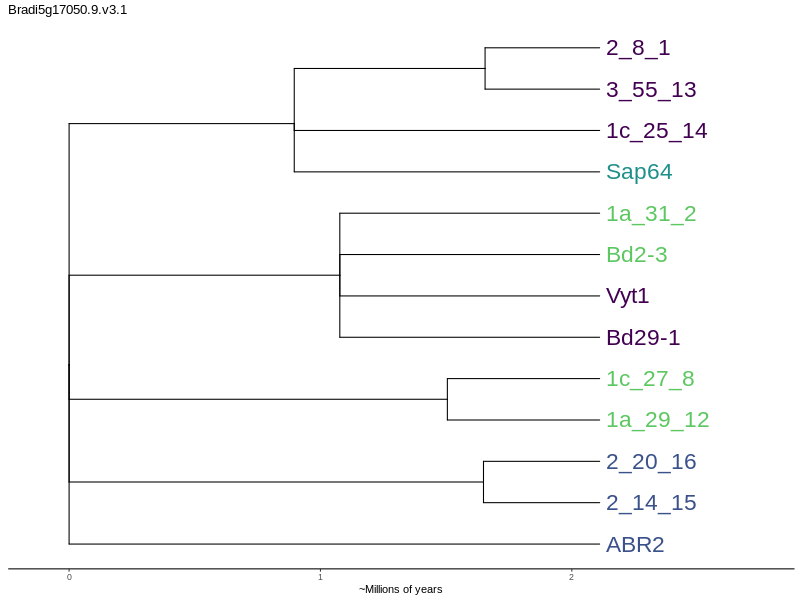 Bradi5g17050.9.v3.1
2_8_1
3_55_13
1c_25_14
Sap64
1a_31_2
Bd2-3
Vyt1
Bd29-1
1c_27_8
1a_29_12
2_20_16
2_14_15
ABR2
0 1 2
~Millions of years